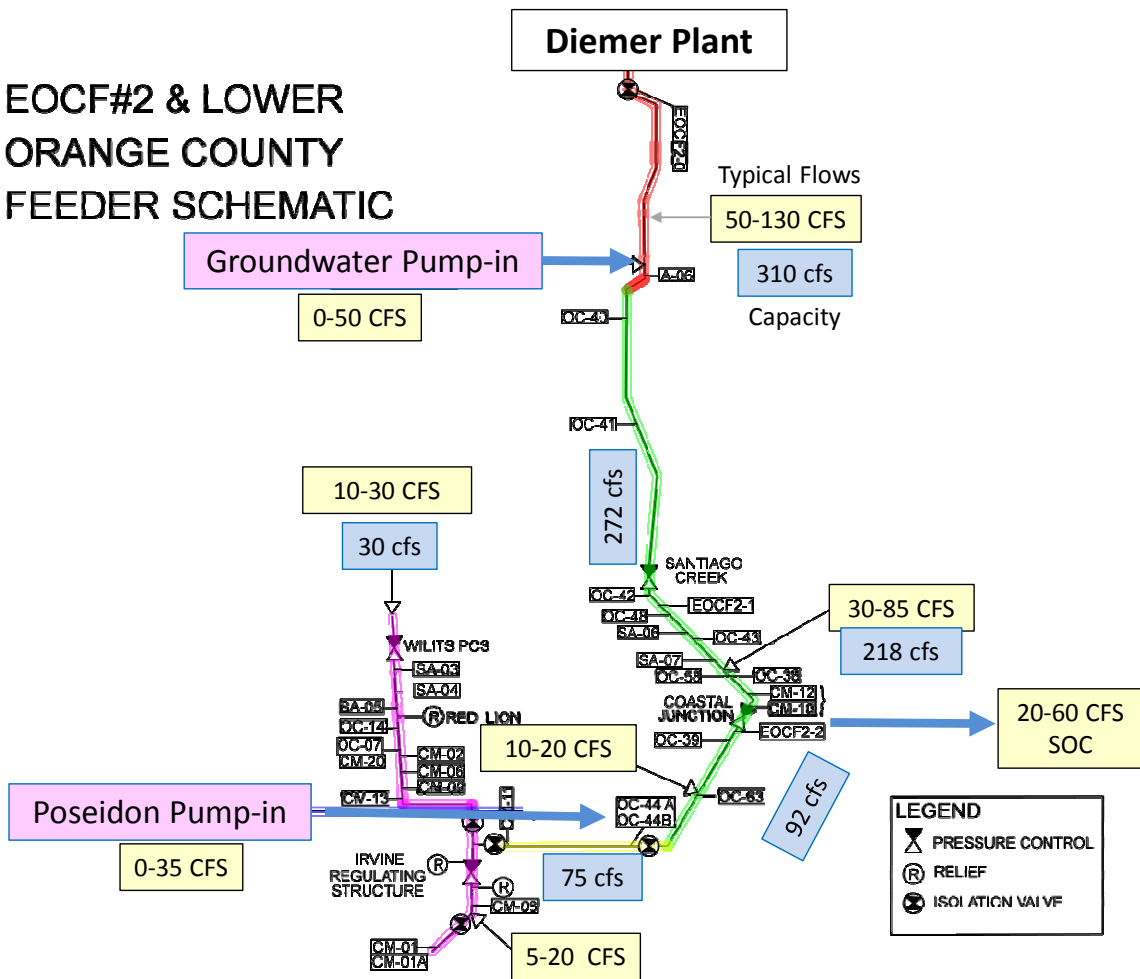 Diemer Plant
EOCF#2 & LOWER
ORANGE COUNTY
FEEDER SCHEMATIC
EOCF2-0
Typical Flows
50-130 CFS
Groundwater Pump-in
0-50 CFS
A-06
310 cfs
Capacity
OC-40
OC-41
272 cfs
10-30 CFS
30 cfs
SANTIAGO
CREEK
OC-42
EOCF2-1
OC-48
SA-06
OC-43
30-85 CFS
218 cfs
WILITS PCS
SA-03
SA-04
SA-07
OC-58
OC-38
CM-12
CM-10
COASTAL
JUNCTION
EOCF2-2
20-60 CFS
SOC
SA-05
RED LION
R
OC-14
OC-07
CM-20
CM-02
CM-06
CM-13
OC-39
10-20 CFS
OC-63
92 cfs
Poseidon Pump-in
0-35 CFS
OC-44 A
OC-44B
75 cfs
IRVINE
REGULATING
STRUCTURE
R
R
CM-01
CM-01A
5-20 CFS
LEGEND
PRESSURE CONTROL
R RELIEF
ISOLATION VALVE